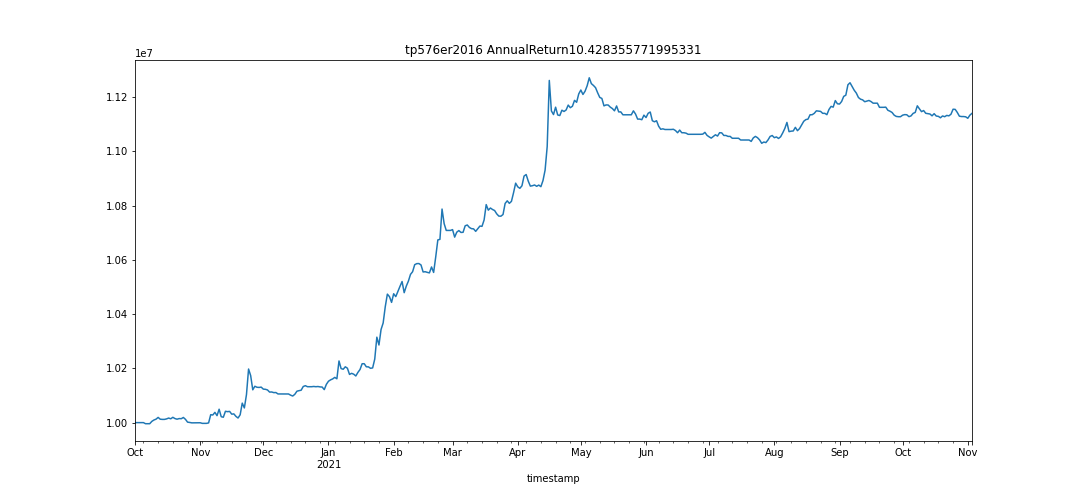 tp576er2016 AnnualReturn10.428355771995331
1e7
1.12
1.10
1.08
1.06
1.04
1.02
1.00
Oct Nov Dec Jan Feb Mar Apr May Jun Jul Aug Sep Oct Nov
2021
timestamp